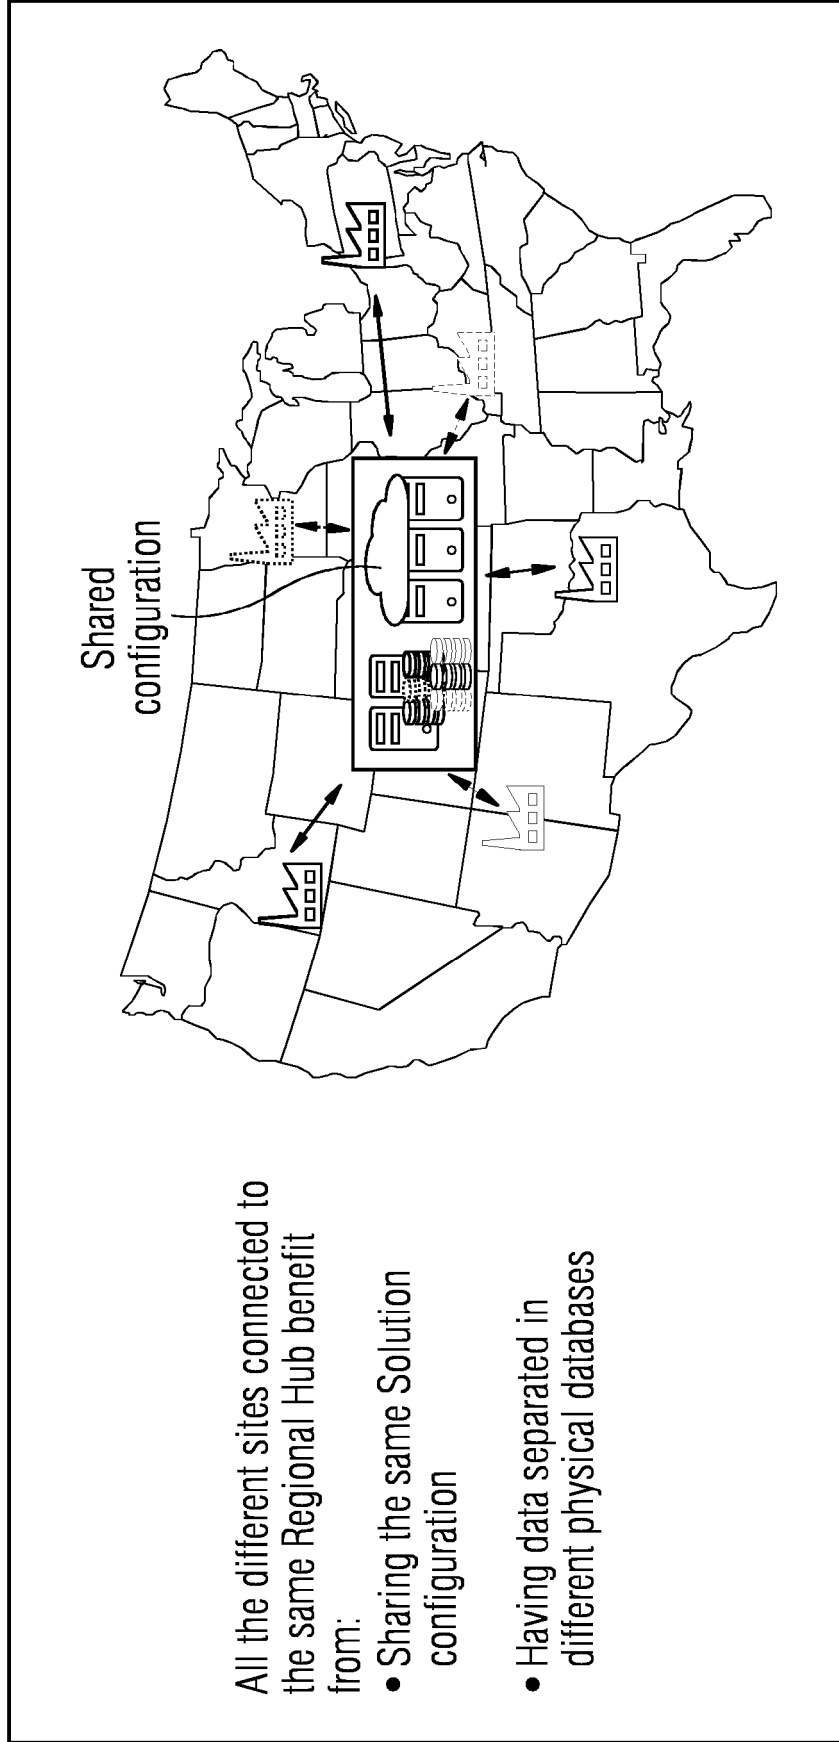 All the different sites connected to
the same Regional Hub benefit
from:
• Sharing the same Solution
configuration
• Having data separated in
different physical databases
Shared
configuration